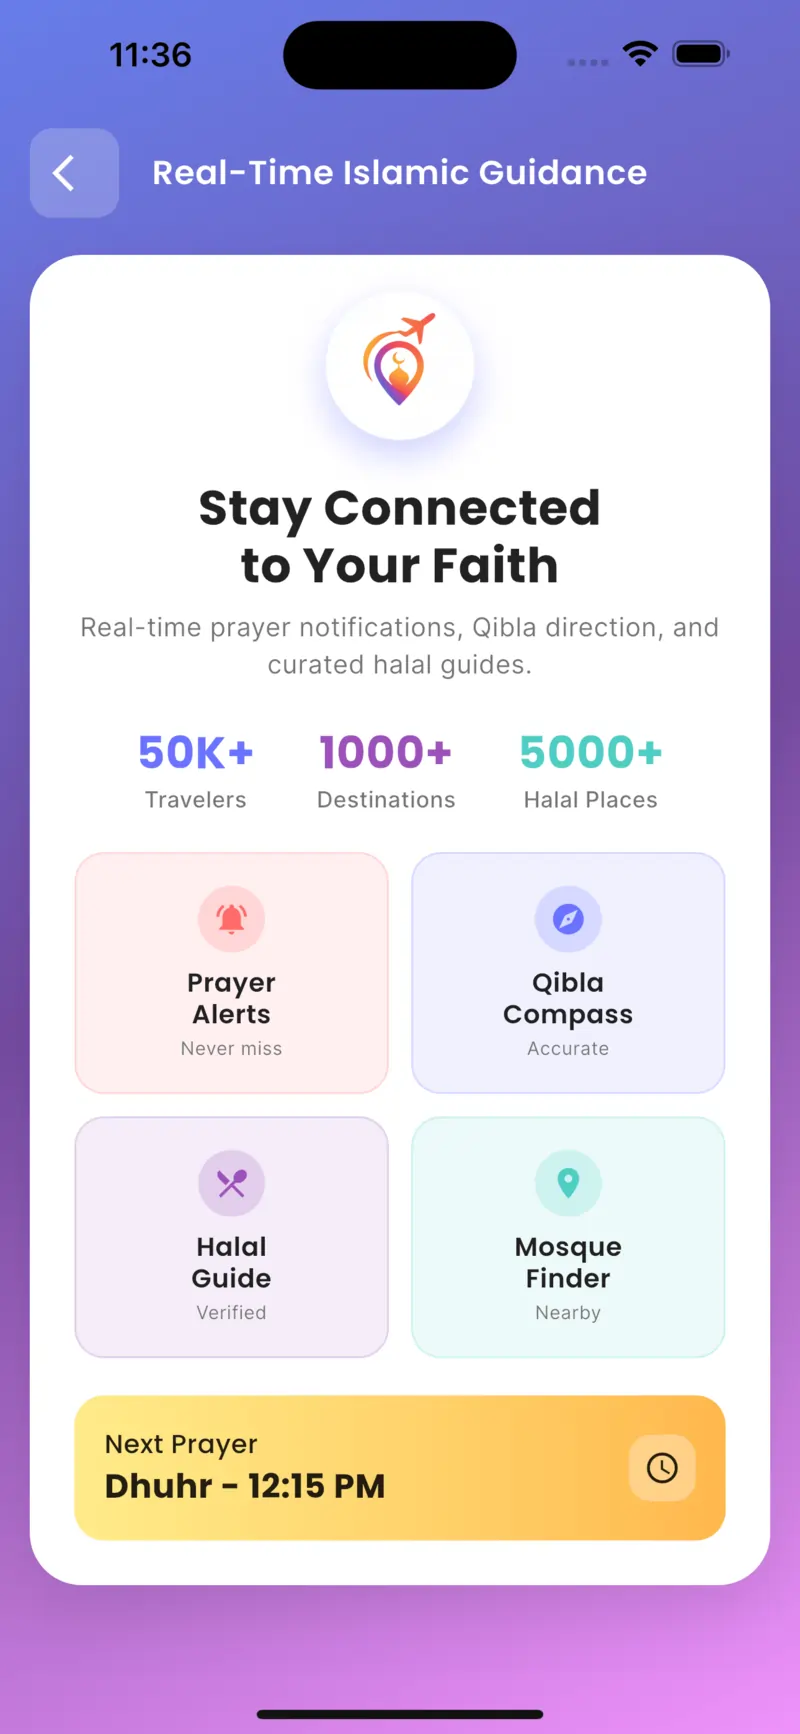 11:36
Real-Time Islamic Guidance
Stay Connected
to Your Faith
Real-time prayer notifications, Qibla direction, and
curated halal guides.
50K+
Travelers
1000+
Destinations
5000+
Halal Places
Prayer
Alerts
Never miss
Qibla
Compass
Accurate
Halal
Guide
Verified
Mosque
Finder
Nearby
Next Prayer
Dhuhr - 12:15 PM